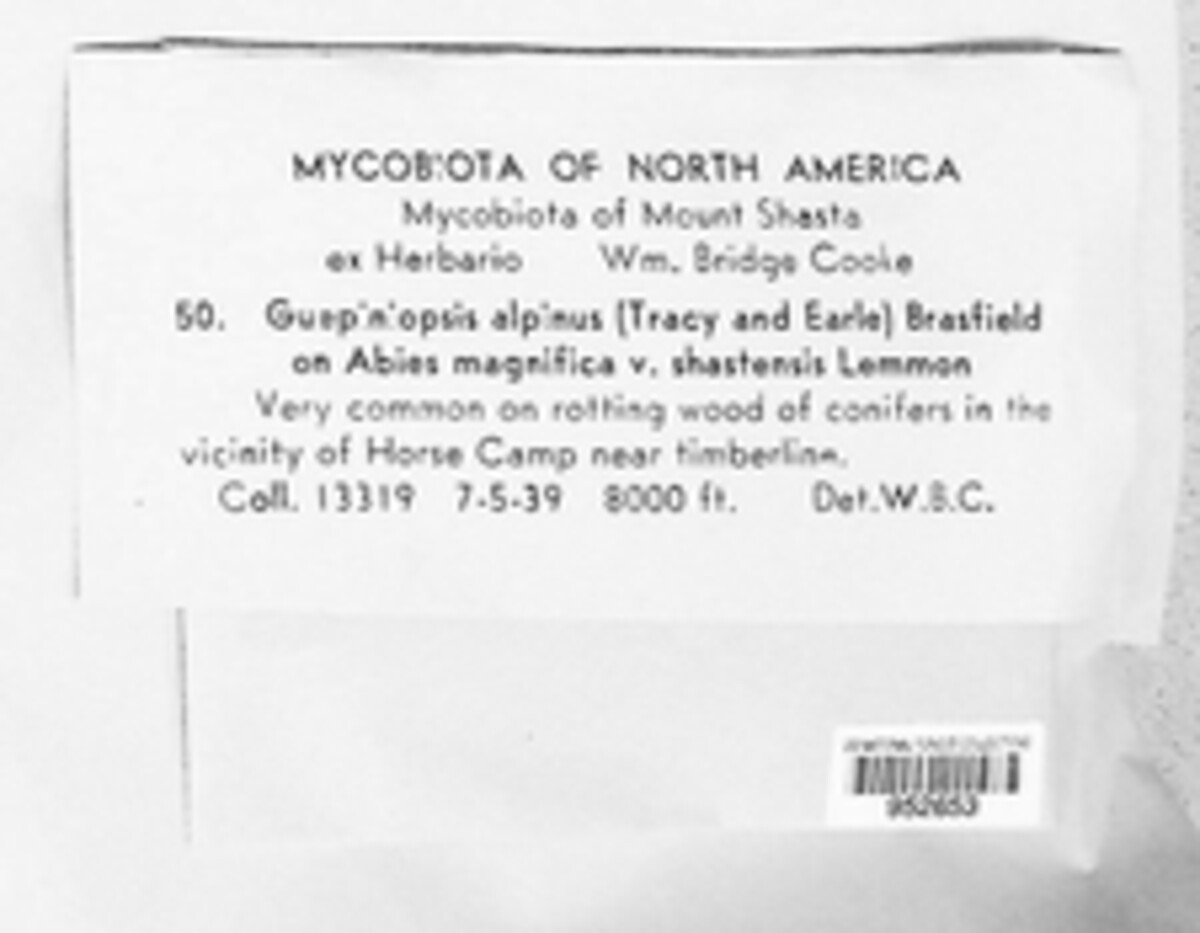 MYCOBIOTA OF NORTH AMERICA
Mycobiota of Mount Shasta
ex Herbario Wm. Bridge Cooke
50. Guepiniopsis alpinus (Tracy and Earle) Brasfield
on Abies magnifica v. shastensis Lemmon
Very common on rotting wood of conifers in the
vicinity of Horse Camp near timberline.
Coll. 13319 7-5-39 8000 ft. Det.W.B.C.
952653